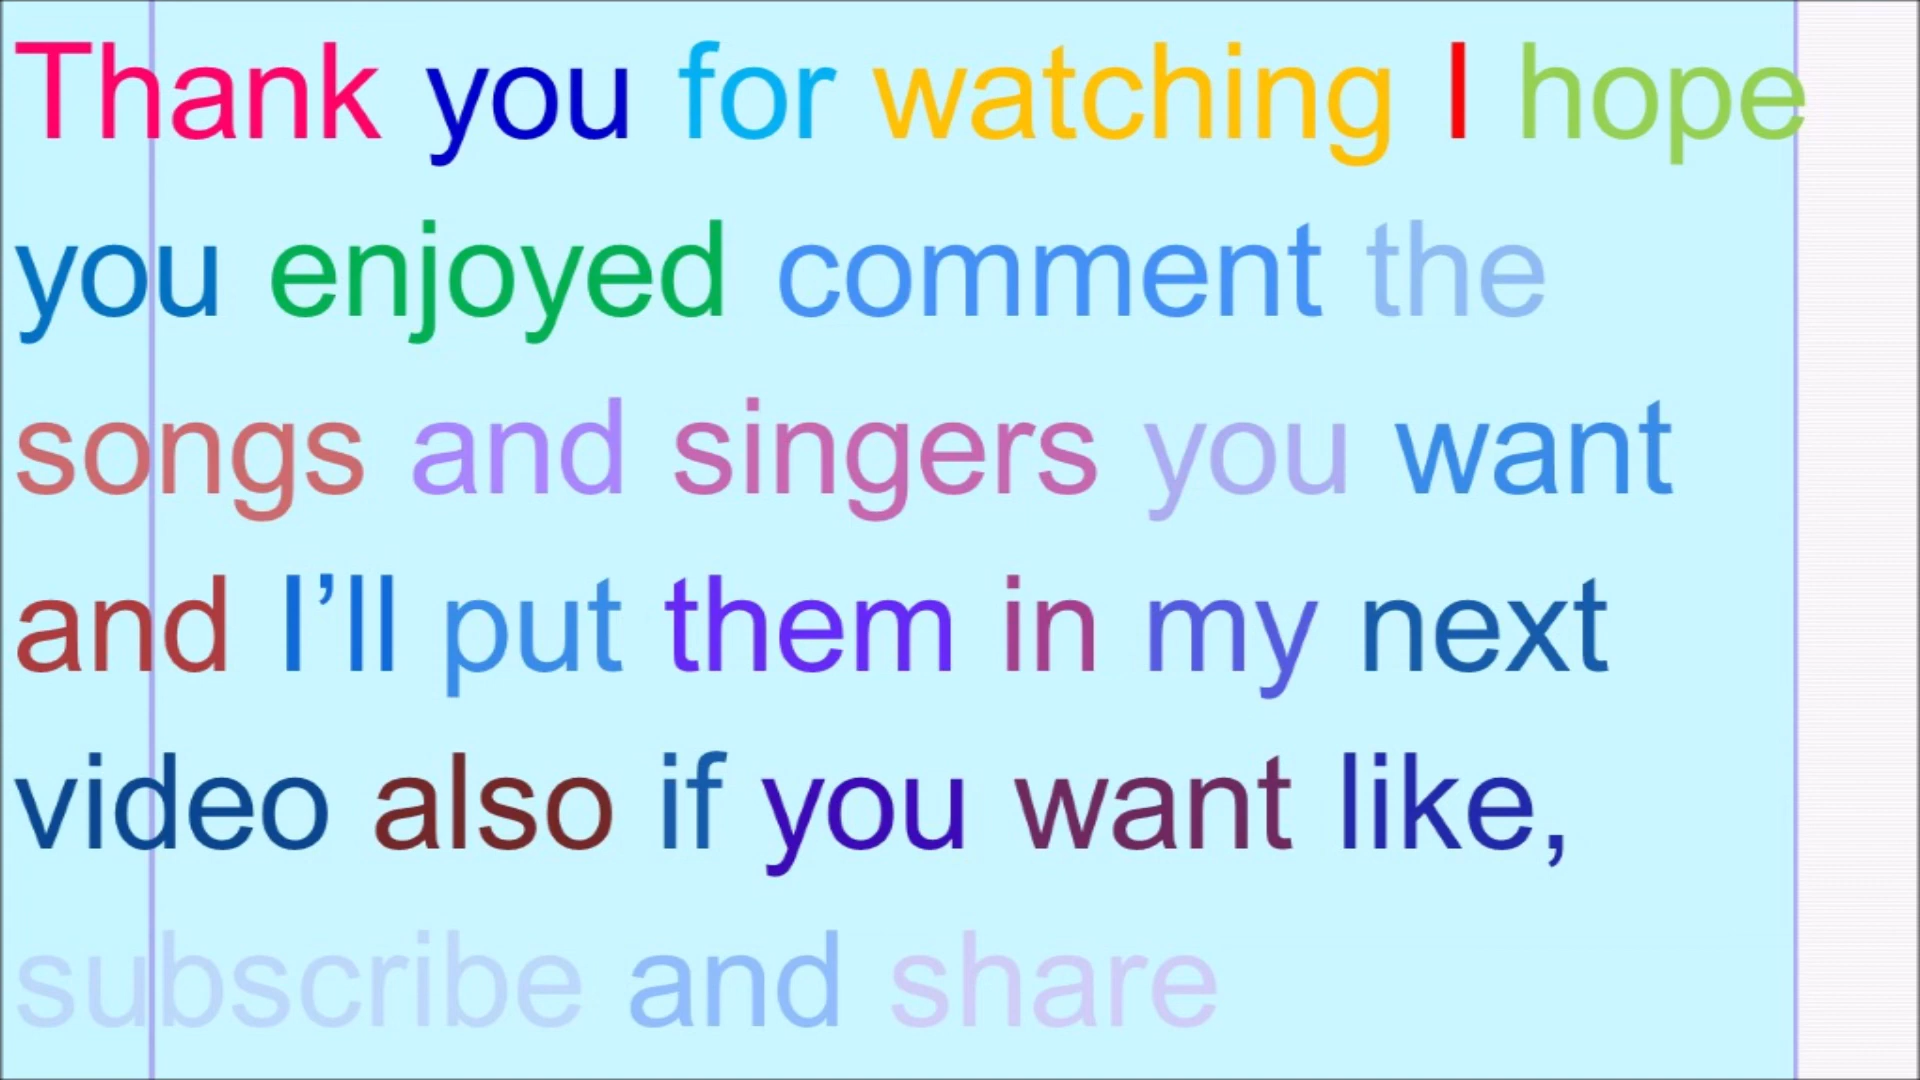 Thank you for watching I hope
you enjoyed comment the
songs and singers you want
and I’ll put them in my next
video also if you want like,
subscribe and share